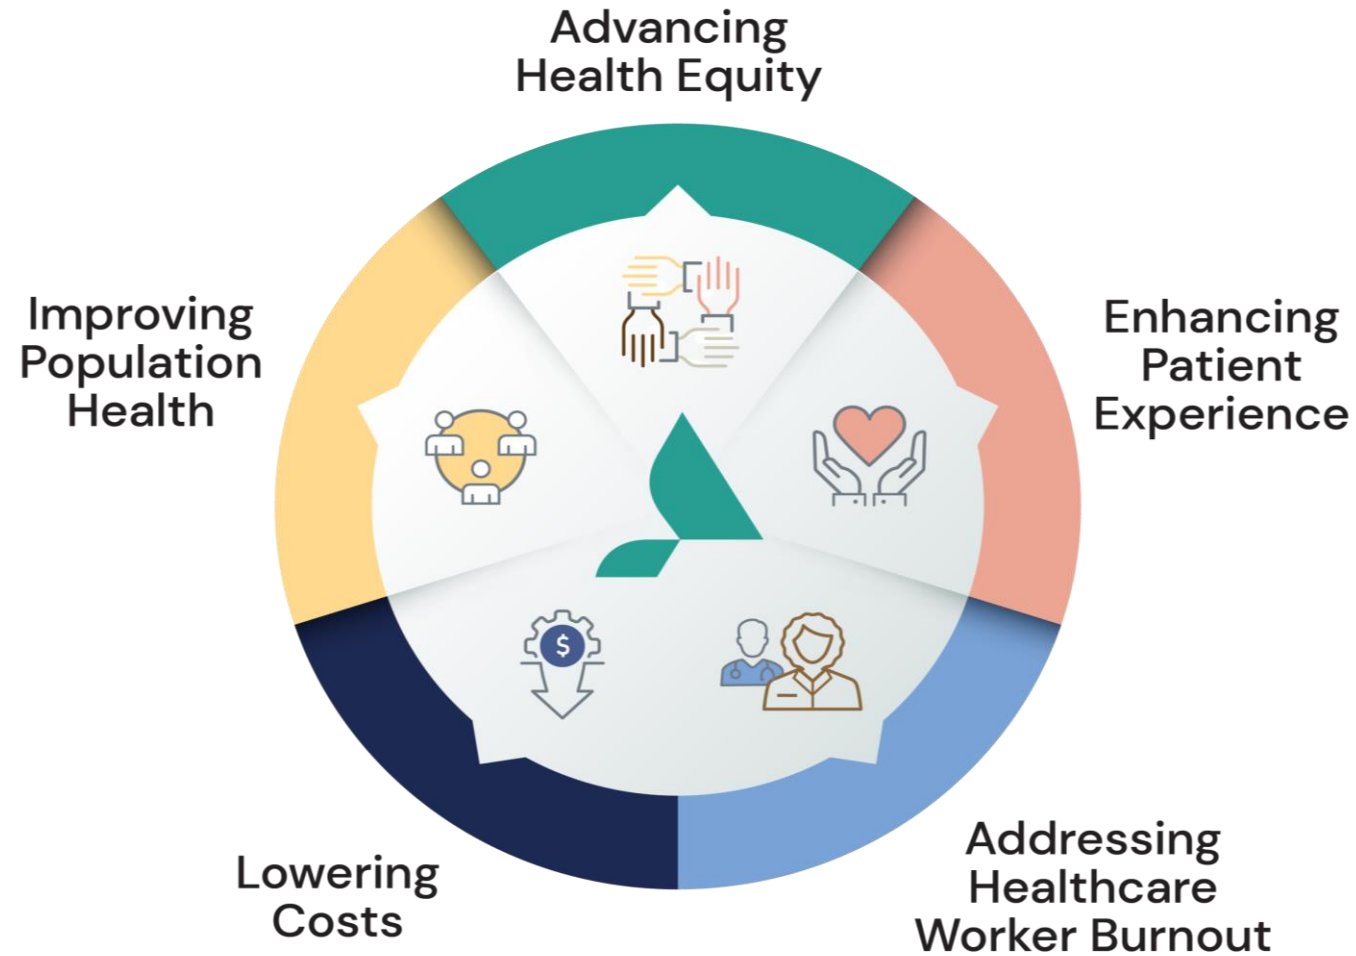 Advancing
Health Equity
Enhancing
Patient
Experience
Addressing
Healthcare
Worker Burnout
Lowering
Costs
Improving
Population
Health
$